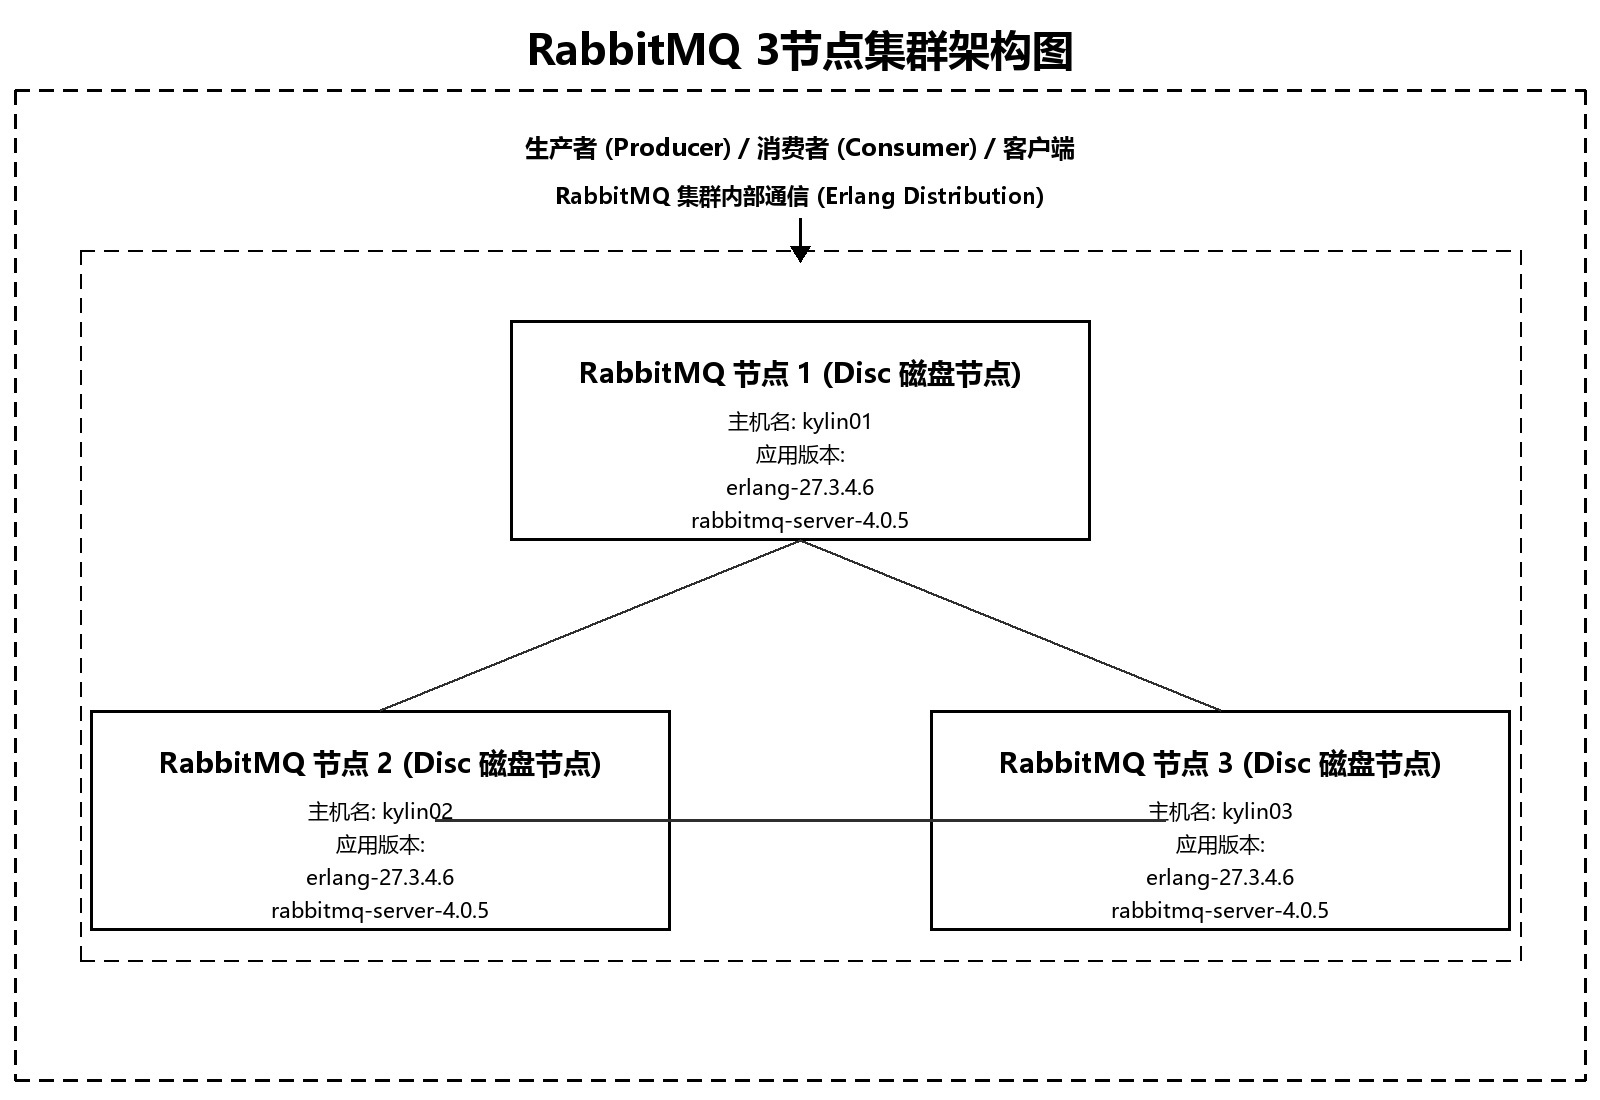 RabbitMQ 3节点集群架构图
生产者 (Producer) / 消费者 (Consumer) / 客户端
RabbitMQ 集群内部通信 (Erlang Distribution)
RabbitMQ 节点 1 (Disc 磁盘节点)
主机名: kylin01
应用版本:
erlang-27.3.4.6
rabbitmq-server-4.0.5
RabbitMQ 节点 2 (Disc 磁盘节点)
主机名: kylin02
应用版本:
erlang-27.3.4.6
rabbitmq-server-4.0.5
RabbitMQ 节点 3 (Disc 磁盘节点)
主机名: kylin03
应用版本:
erlang-27.3.4.6
rabbitmq-server-4.0.5